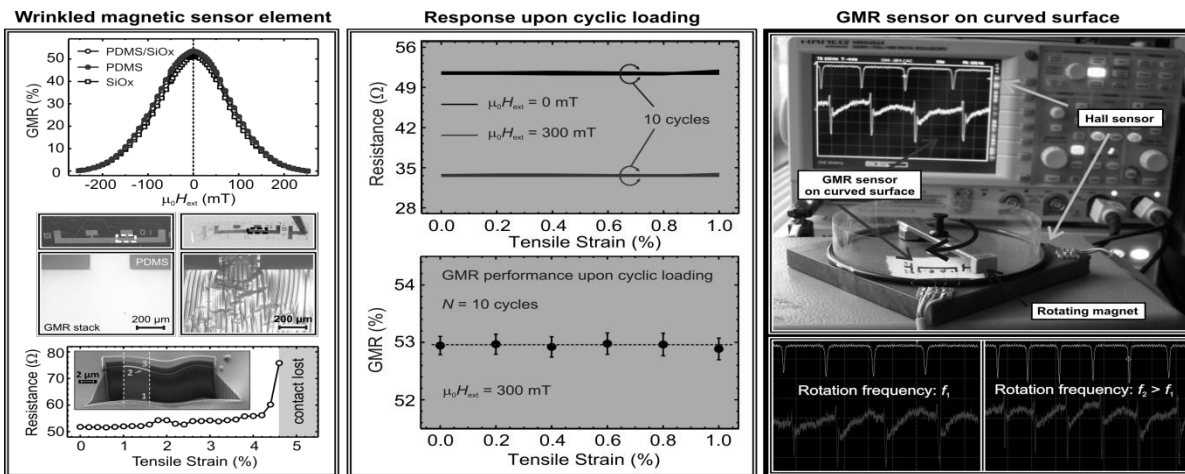 Wrinkled magnetic sensor element
Response upon cyclic loading
GMR sensor on curved surface
GMR (%)
50
40
30
20
10
0
PDMS/SiOx
PDMS
SiOx
-200
-100
0
100
200
μ₀Hext (mT)
PDMS
GMR stack
200 μm
200 μm
Resistance (Ω)
80
70
60
50
2 μm
3
2
1
contact lost
0
1
2
3
4
5
Tensile Strain (%)
Resistance (Ω)
56
49
42
35
28
μ₀Hext = 0 mT
μ₀Hext = 300 mT
10 cycles
0.0
0.2
0.4
0.6
0.8
1.0
Tensile Strain (%)
GMR (%)
54
53
52
GMR performance upon cyclic loading
N = 10 cycles
μ₀Hext = 300 mT
0.0
0.2
0.4
0.6
0.8
1.0
Tensile Strain (%)
Hall sensor
GMR sensor
on curved surface
Rotating magnet
Rotation frequency: f₁
Rotation frequency: f₂ > f₁